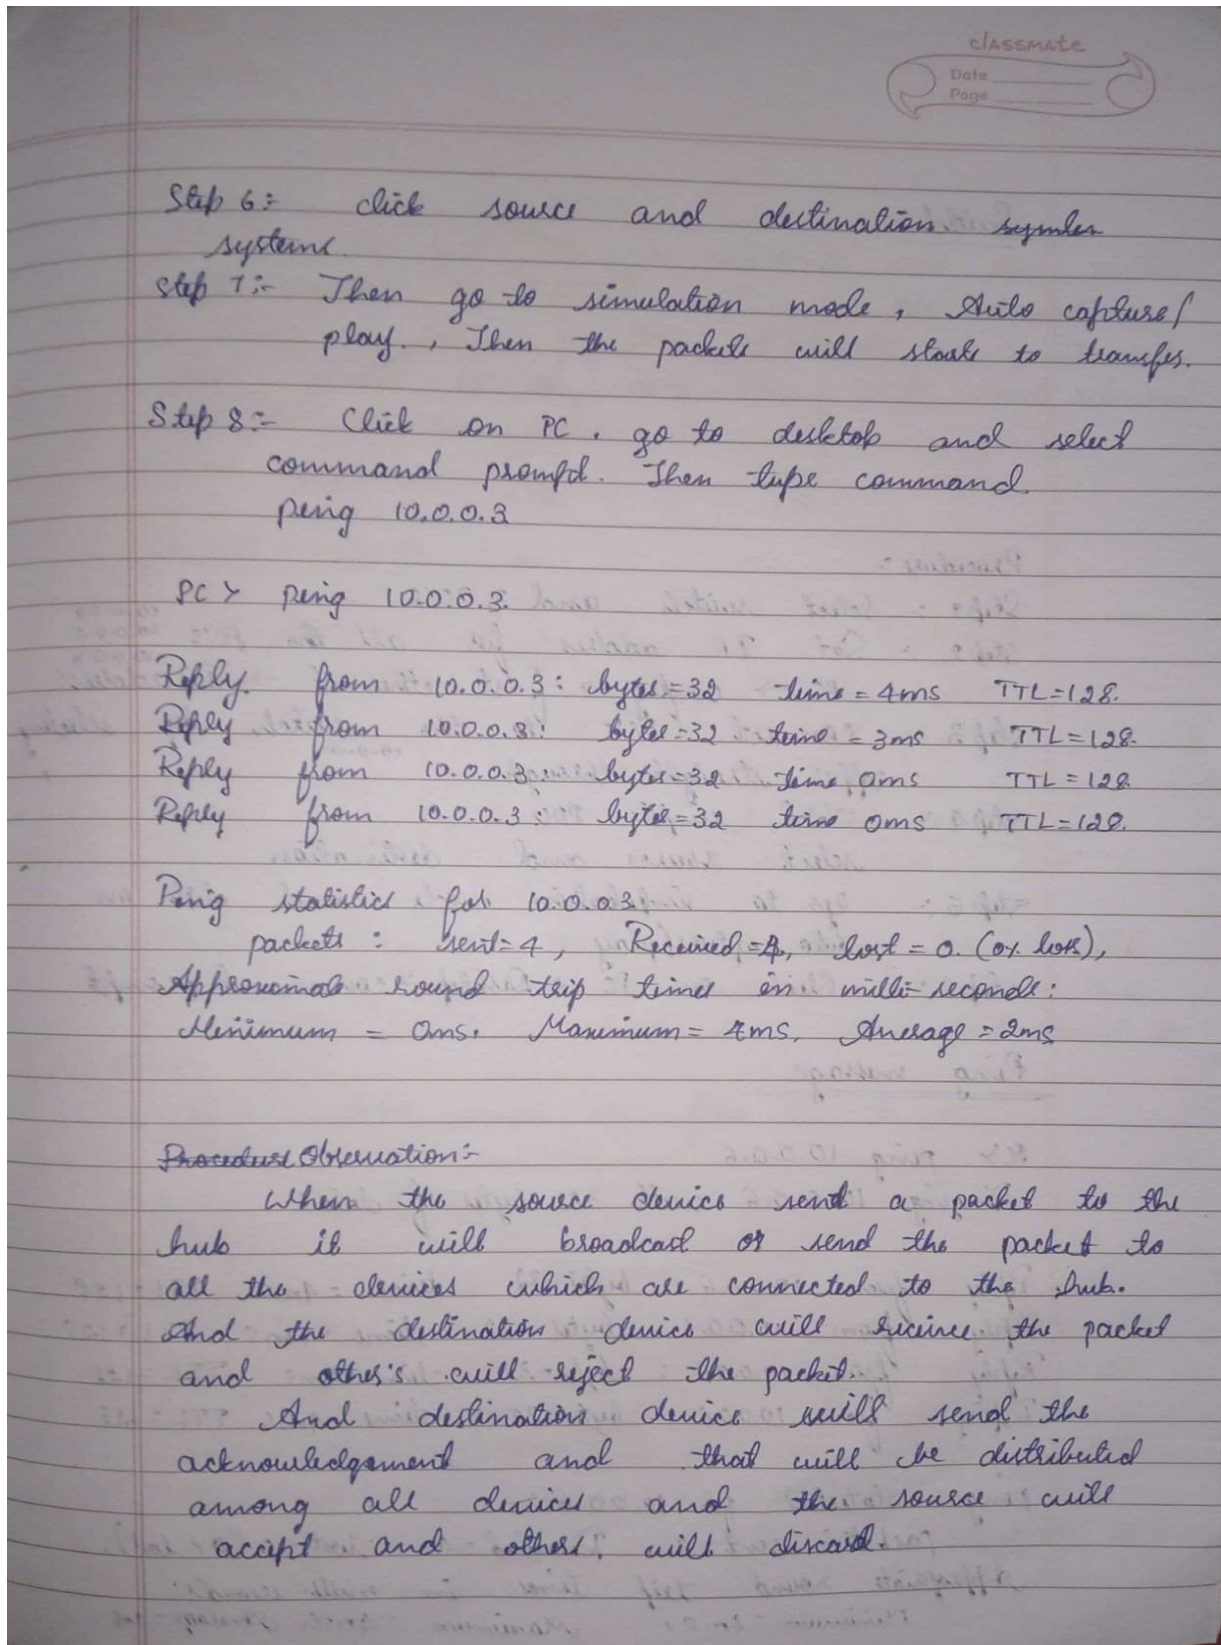 classmate
Date
Page
Step 6:- click source and destination
systems.
Step 7:- Then go to simulation mode, Auto capture/
play., Then the packets will start to transfer.
Step 8:- Click on PC, go to desktop and select
command prompt. Then type command.
ping 10.0.0.3
PC > ping 10.0.0.3.
Reply from 10.0.0.3: bytes=32 time=4ms TTL=128.
Reply from 10.0.0.3: bytes=32 time=3ms TTL=128.
Reply from 10.0.0.3: bytes=32 time 0ms TTL=128
Reply from 10.0.0.3: bytes=32 time 0ms TTL=128.
Ping statistics for 10.0.0.3
packets: sent=4, Received=4, lost=0. (0% loss),
Approximate round trip times in milli-seconds:
Minimum = 0ms. Maximum = 4ms, Average = 2ms
Procedure Observation:-
When the source device send a packet to the
hub it will broadcast or send the packet to
all the devices which are connected to the hub.
And the destination device will receive the packet
and other's will reject the packet.
And destination device will send the
acknowledgement and that will be distributed
among all devices and the source will
accept and others will discard.